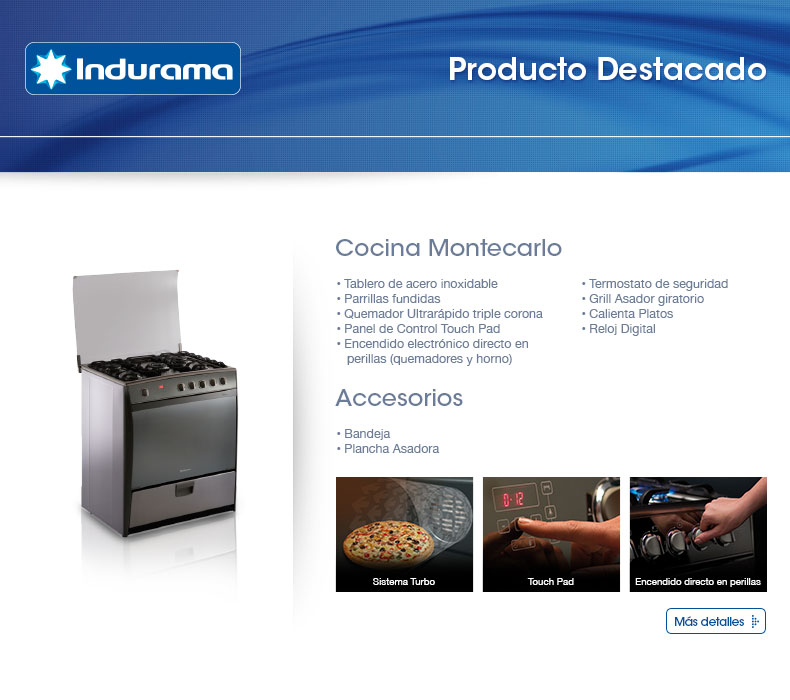 Indurama
Producto Destacado
Cocina Montecarlo
• Tablero de acero inoxidable
• Parrillas fundidas
• Quemador Ultrarápido triple corona
• Panel de Control Touch Pad
• Encendido electrónico directo en
perillas (quemadores y horno)
• Termostato de seguridad
• Grill Asador giratorio
• Calienta Platos
• Reloj Digital
Accesorios
• Bandeja
• Plancha Asadora
0:12
Sistema Turbo
Touch Pad
Encendido directo en perillas
Más detalles